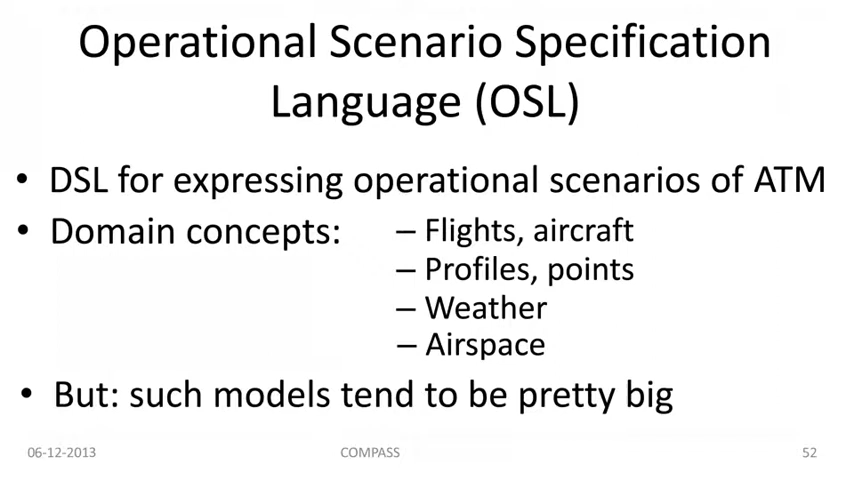 Operational Scenario Specification
Language (OSL)
• DSL for expressing operational scenarios of ATM
• Domain concepts:
– Flights, aircraft
– Profiles, points
– Weather
– Airspace
• But: such models tend to be pretty big
06-12-2013
COMPASS
52